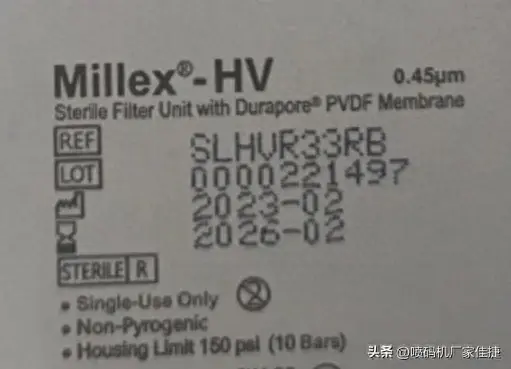 Millex®-HV 0.45µm
Sterile Filter Unit with Durapore® PVDF Membrane
REF SLHVR33RB
LOT 0000221497
2023-02
2026-02
STERILE R
• Single-Use Only 2
• Non-Pyrogenic
• Housing Limit 150 psi (10 Bars)
头条 @喷码机厂家佳捷